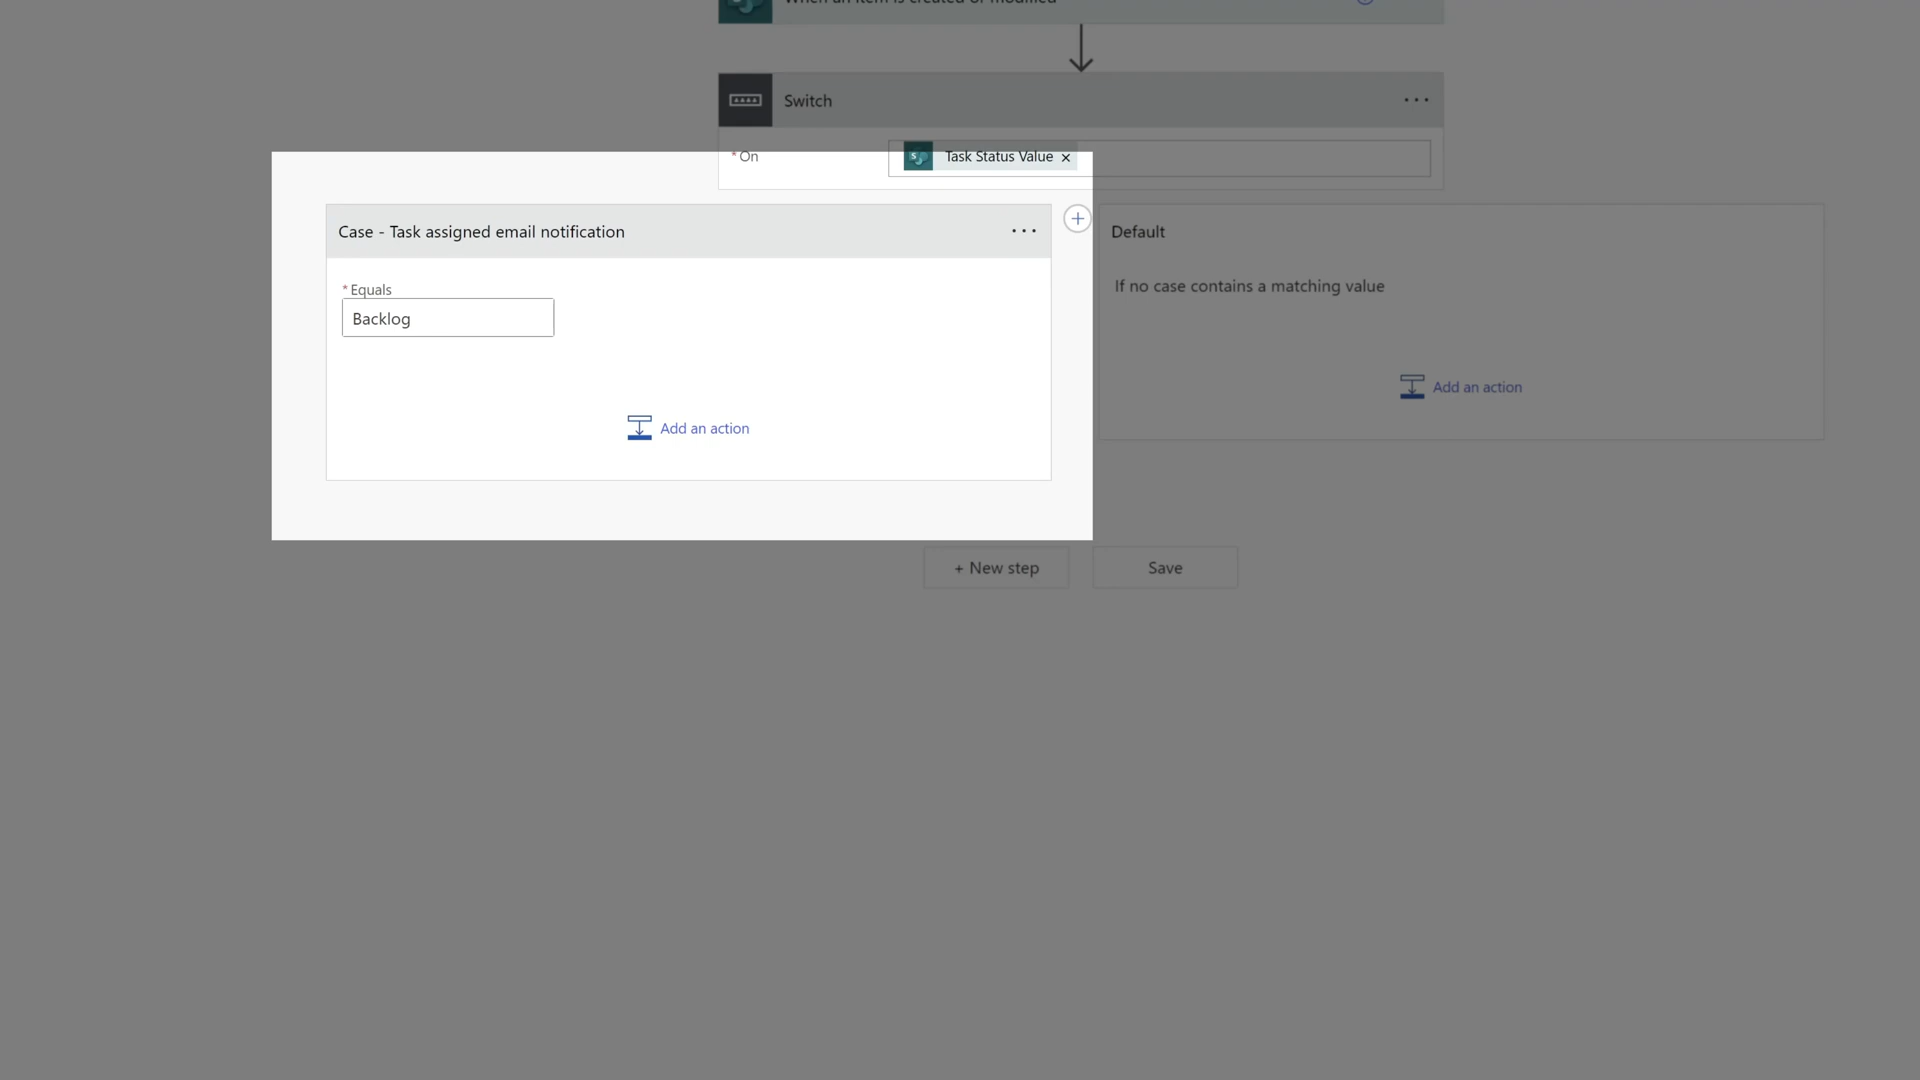 When an item is created or modified
Switch
* On
Task Status Value ×
Case - Task assigned email notification
* Equals
Backlog
Add an action
Default
If no case contains a matching value
Add an action
+ New step
Save